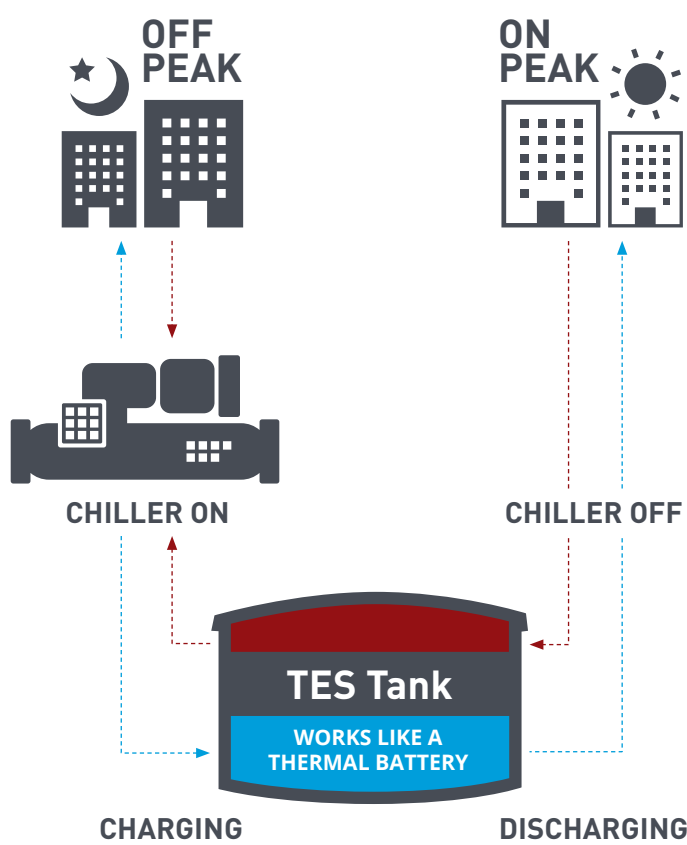 OFF
PEAK
ON
PEAK
CHILLER ON
CHILLER OFF
TES Tank
WORKS LIKE A
THERMAL BATTERY
CHARGING
DISCHARGING